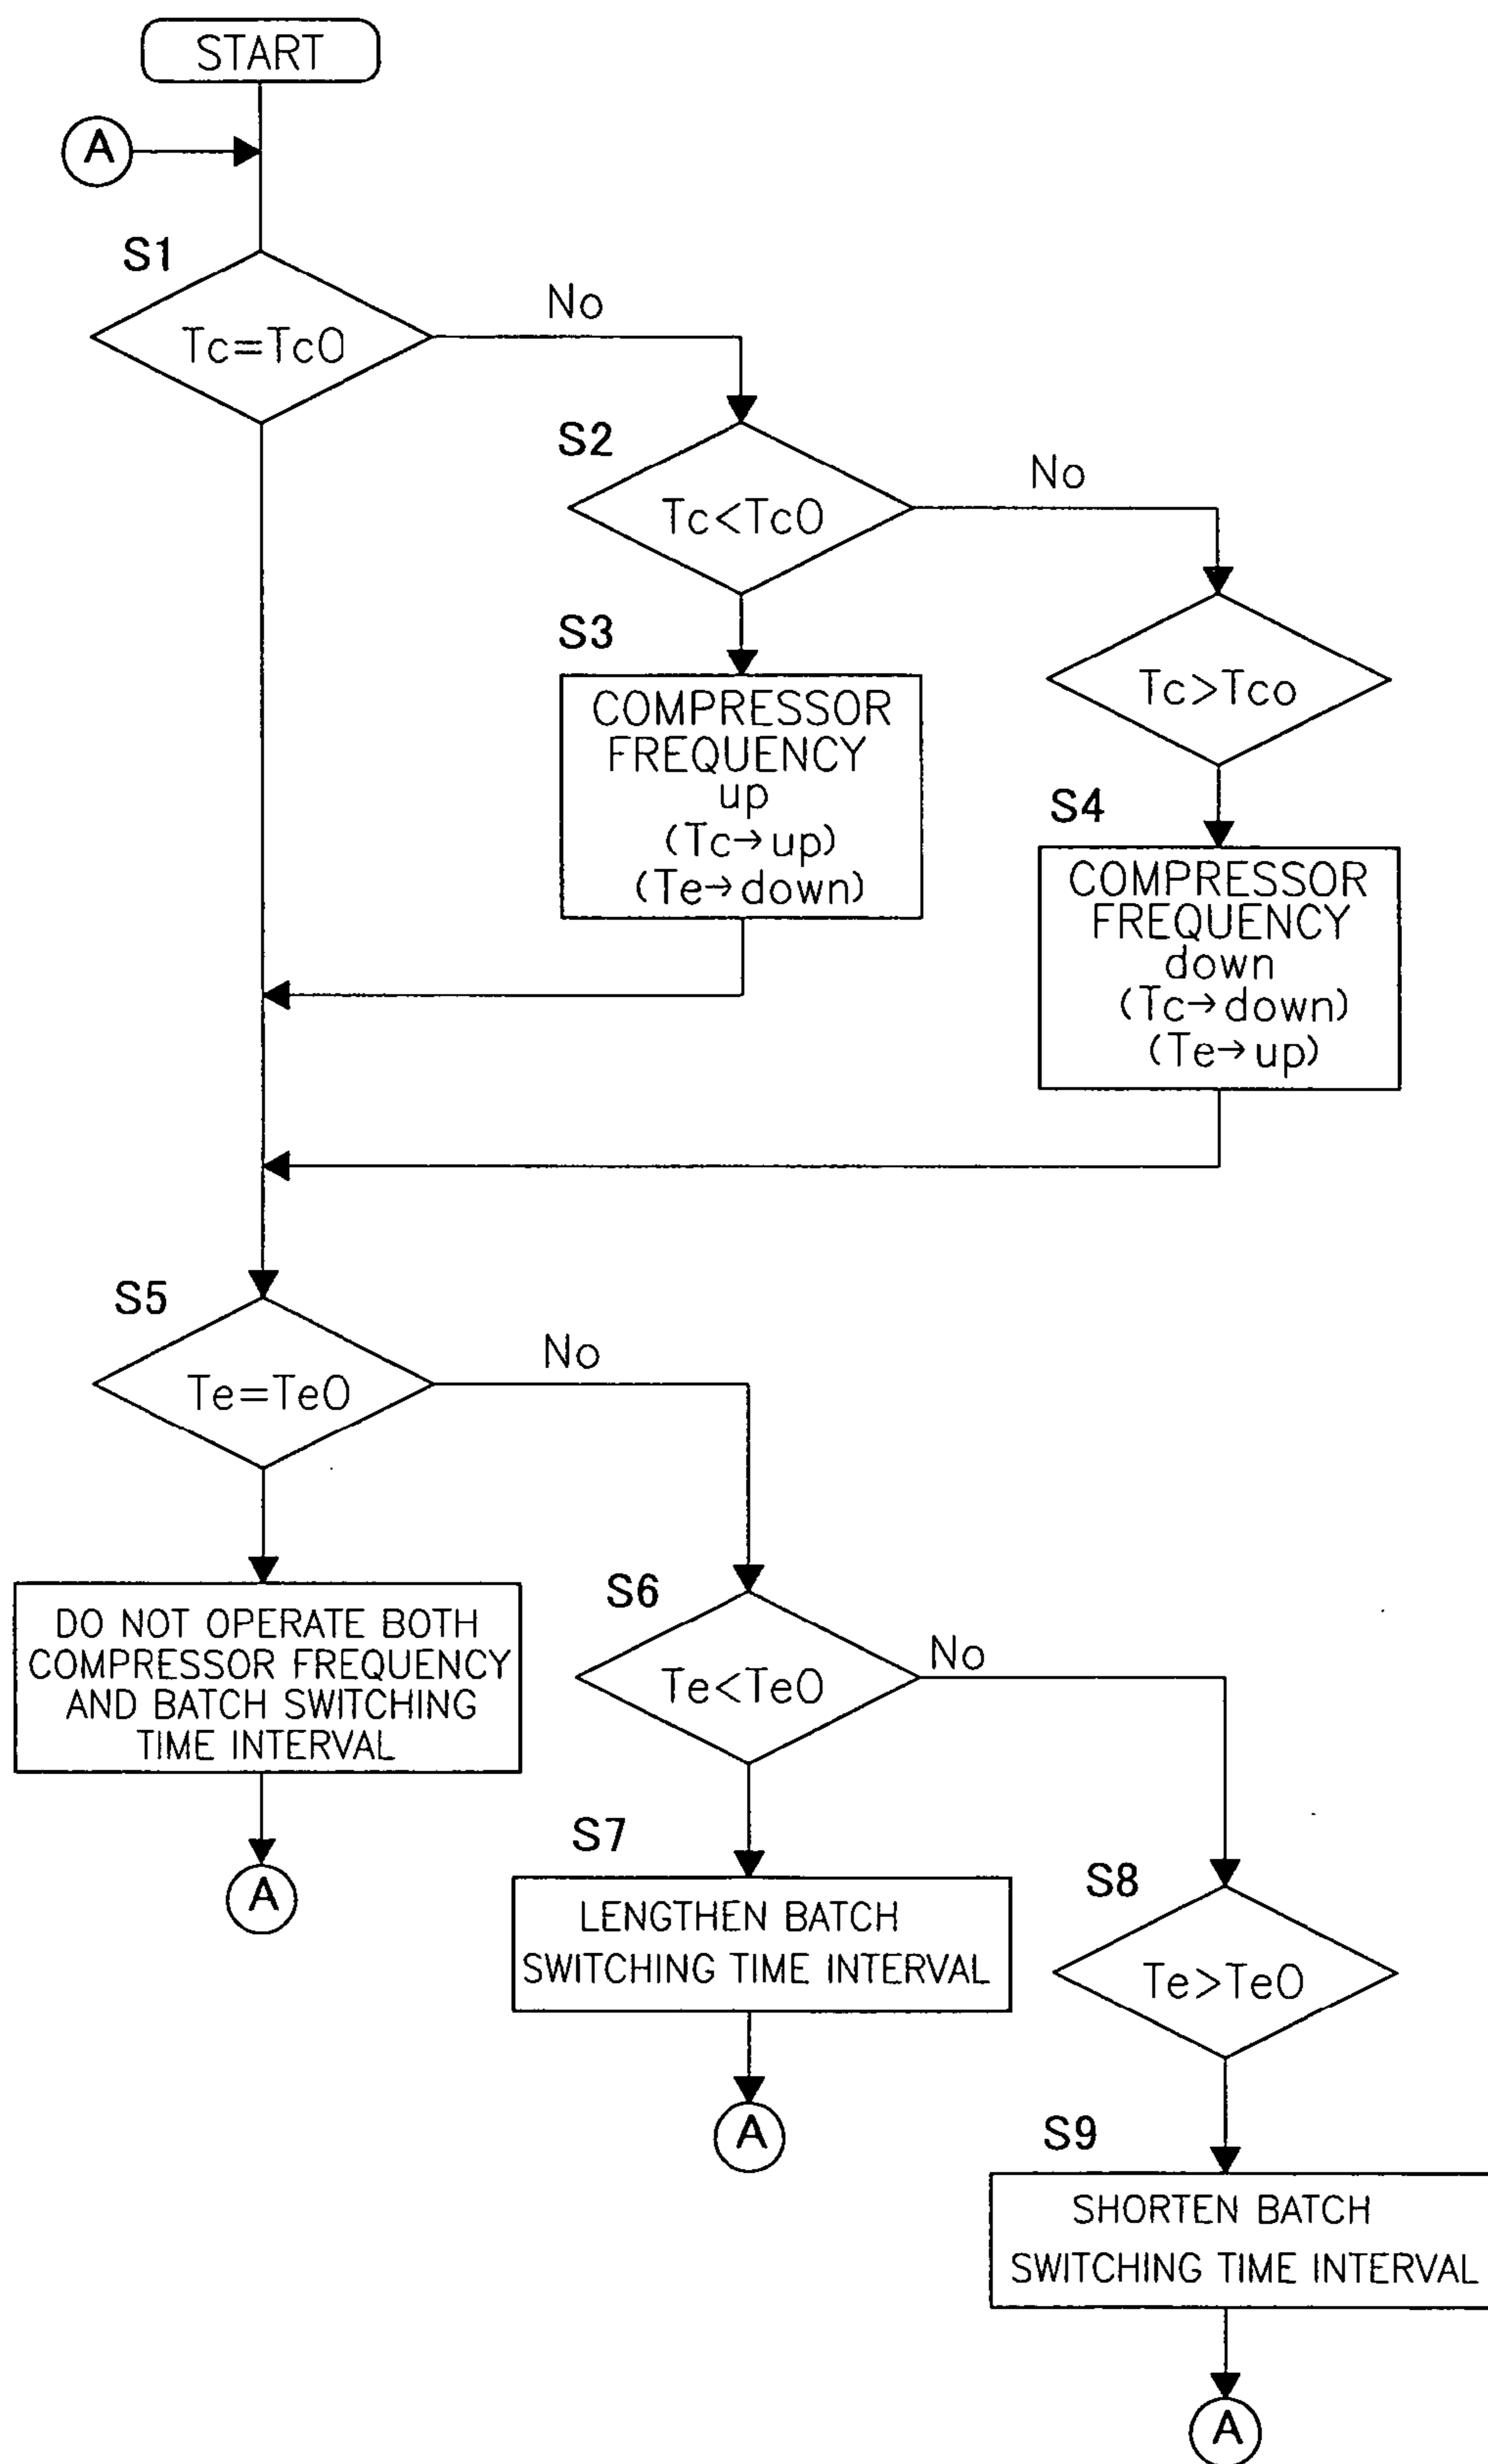 START
A
S1
Tc=Tc0
No
S2
Tc<Tc0
No
S3
COMPRESSOR
FREQUENCY
up
(Tc→up)
(Te→down)
Tc>Tco
S4
COMPRESSOR
FREQUENCY
down
(Tc→down)
(Te→up)
S5
Te=Te0
No
DO NOT OPERATE BOTH
COMPRESSOR FREQUENCY
AND BATCH SWITCHING
TIME INTERVAL
A
S6
Te<Te0
No
S7
LENGTHEN BATCH
SWITCHING TIME INTERVAL
A
S8
Te>Te0
S9
SHORTEN BATCH
SWITCHING TIME INTERVAL
A